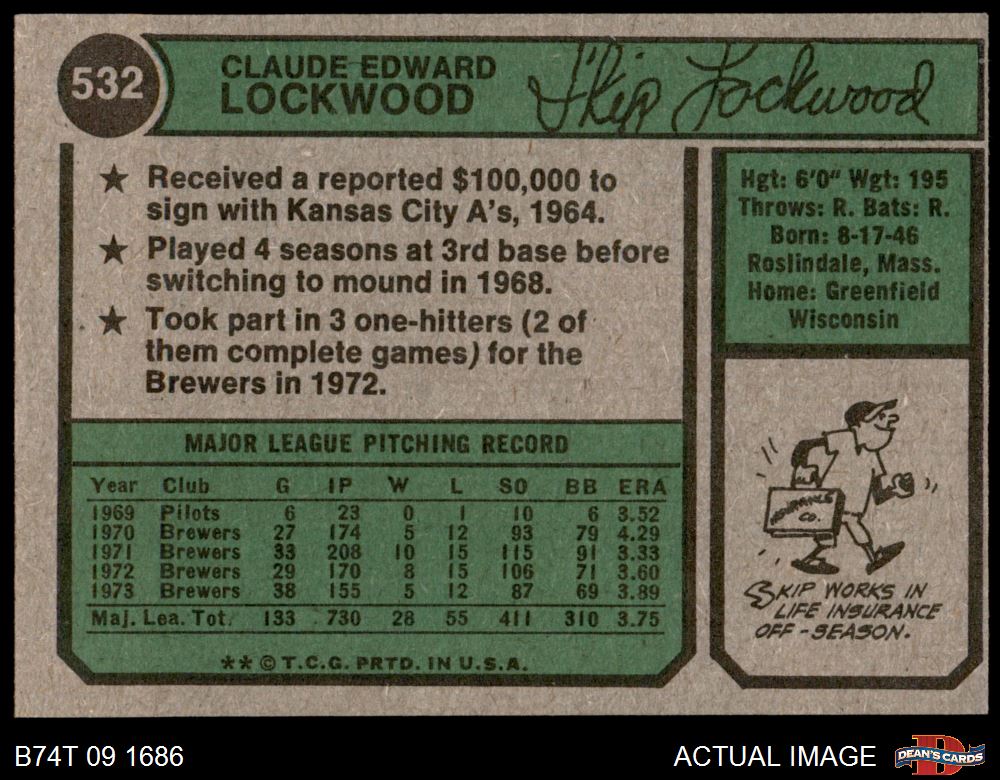 532
CLAUDE EDWARD
LOCKWOOD
Skip Lockwood
★ Received a reported $100,000 to
sign with Kansas City A's, 1964.
★ Played 4 seasons at 3rd base before
switching to mound in 1968.
★ Took part in 3 one-hitters (2 of
them complete games) for the
Brewers in 1972.
Hgt: 6'0" Wgt: 195
Throws: R. Bats: R.
Born: 8-17-46
Roslindale, Mass.
Home: Greenfield
Wisconsin
MAJOR LEAGUE PITCHING RECORD
Year Club G IP W L SO BB ERA
1969 Pilots 6 23 0 1 10 6 3.52
1970 Brewers 27 174 5 12 93 79 4.29
1971 Brewers 33 208 10 15 115 91 3.33
1972 Brewers 29 170 8 15 106 71 3.60
1973 Brewers 38 155 5 12 87 69 3.89
Maj. Lea. Tot. 133 730 28 55 411 310 3.75
** © T.C.G. PRTD. IN U.S.A.
INSURANCE
CO.
SKIP WORKS IN
LIFE INSURANCE
OFF-SEASON.
B74T 09 1686
ACTUAL IMAGE
DEAN'S CARDS